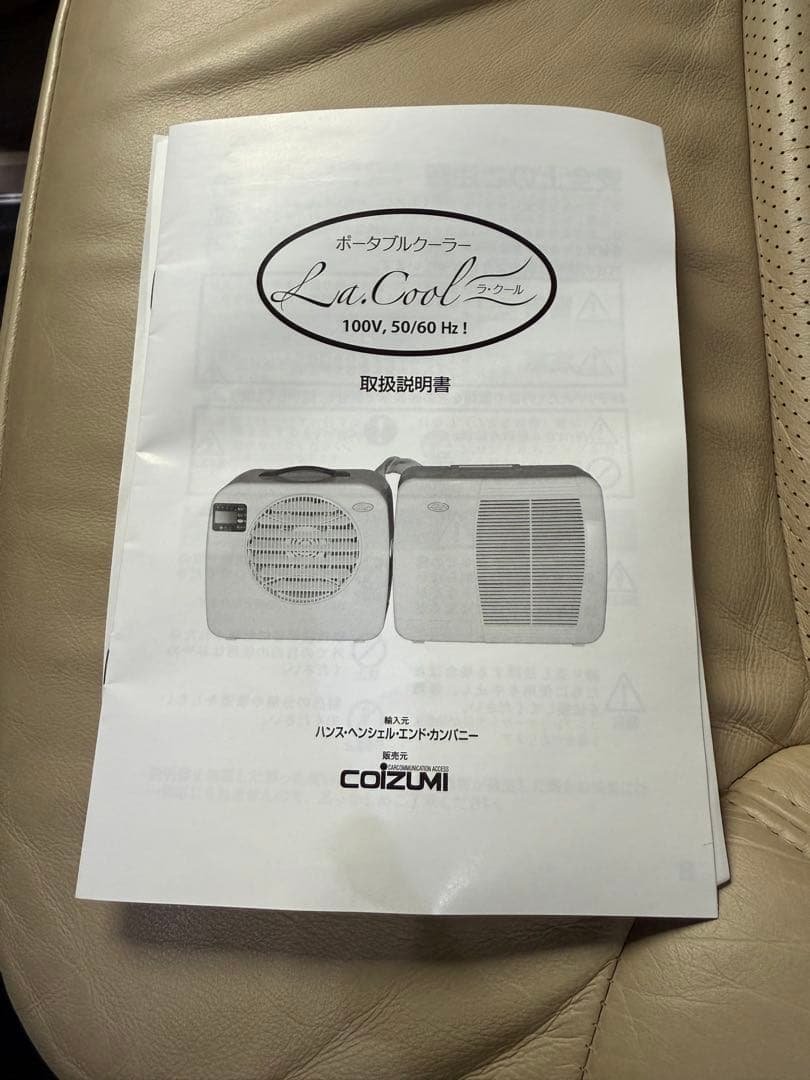 ポータブルクーラー
La.Cool ラ・クール
100V, 50/60 Hz !
取扱説明書
輸入元
ハンス・ヘンシェル・エンド・カンパニー
販売元
CARCOMMUNICATION ACCESS
COIZUMI